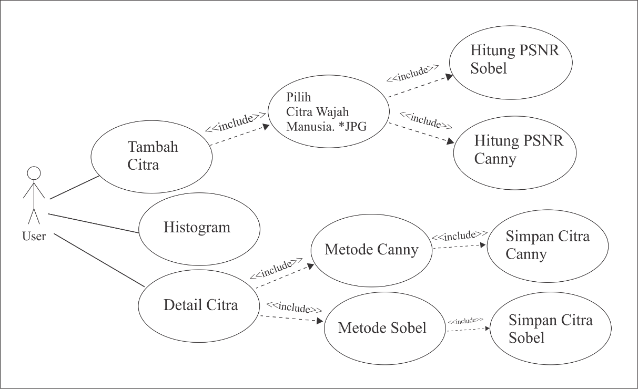 Hitung PSNR
Sobel
<<include>>
Pilih
Citra Wajah
Manusia. *JPG
<<include>>
<<include>>
Tambah
Citra
Hitung PSNR
Canny
User
Histogram
<<include>>
Metode Canny
<<include>>
Simpan Citra
Canny
Detail Citra
<<include>>
Metode Sobel
<<include>>
Simpan Citra
Sobel